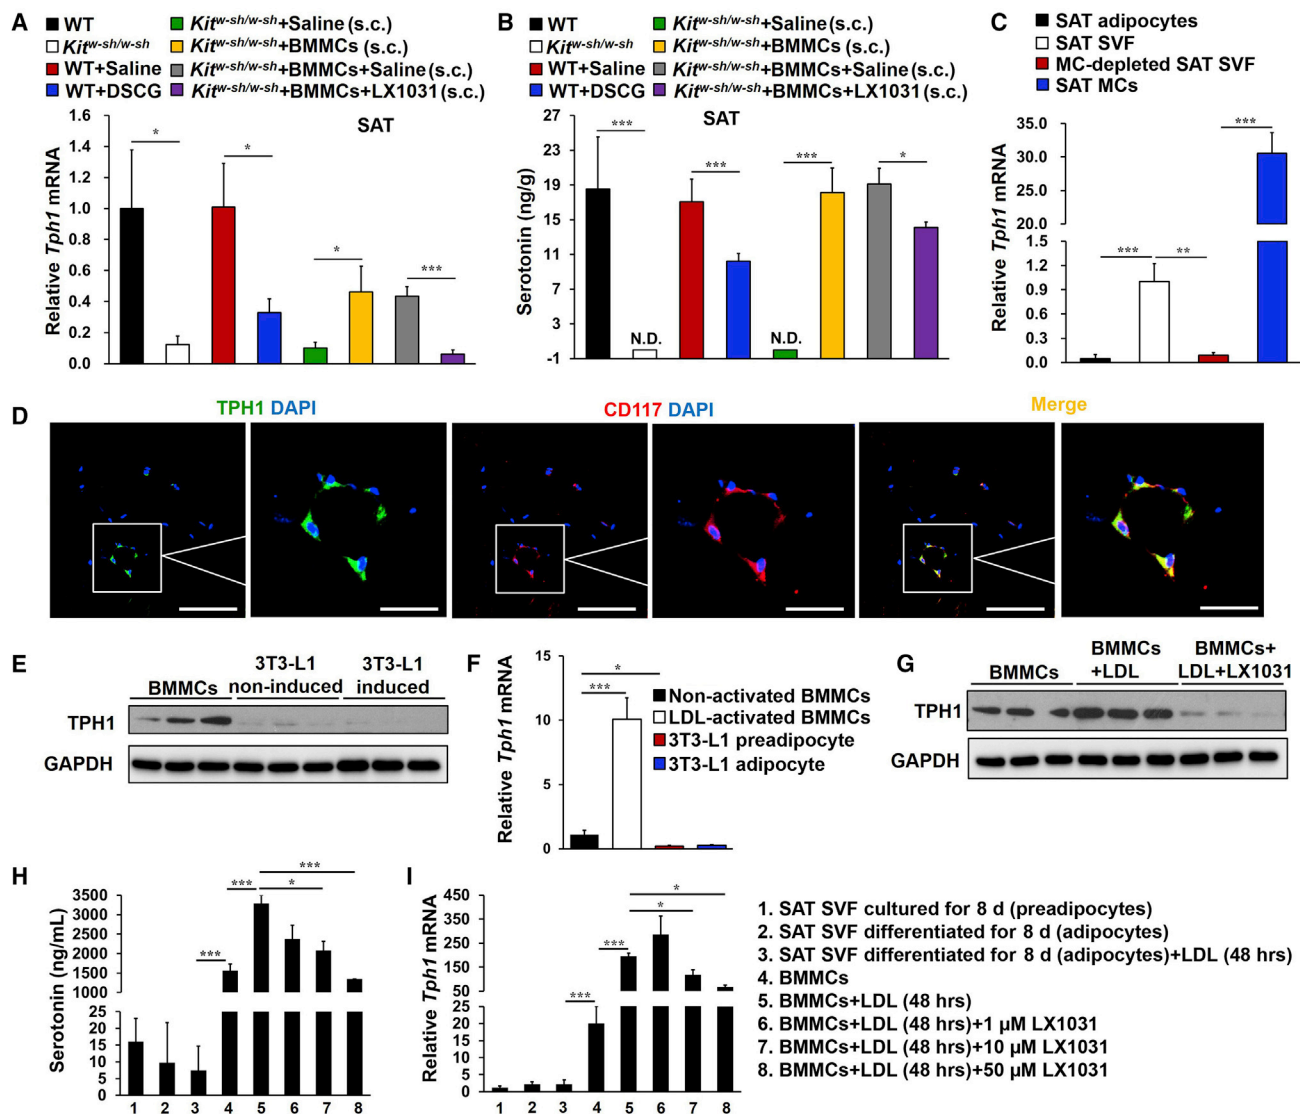 A
WT
Kit^w-sh/w-sh
WT+Saline
WT+DSCG
Kit^w-sh/w-sh+Saline (s.c.)
Kit^w-sh/w-sh+BMMCs (s.c.)
Kit^w-sh/w-sh+BMMCs+Saline (s.c.)
Kit^w-sh/w-sh+BMMCs+LX1031 (s.c.)
SAT
Relative Tph1 mRNA
1.6
1.4
1.2
1.0
0.8
0.6
0.4
0.2
0.0
*
*
*
***
B
WT
Kit^w-sh/w-sh
WT+Saline
WT+DSCG
Kit^w-sh/w-sh+Saline (s.c.)
Kit^w-sh/w-sh+BMMCs (s.c.)
Kit^w-sh/w-sh+BMMCs+Saline (s.c.)
Kit^w-sh/w-sh+BMMCs+LX1031 (s.c.)
SAT
Serotonin (ng/g)
27
23
19
15
11
7
3
-1
***
***
***
*
N.D.
N.D.
C
SAT adipocytes
SAT SVF
MC-depleted SAT SVF
SAT MCs
Relative Tph1 mRNA
35.0
30.0
25.0
20.0
1.5
1.2
0.9
0.6
0.3
0.0
***
**
***
D
TPH1 DAPI
CD117 DAPI
Merge
E
BMMCs
3T3-L1
non-induced
3T3-L1
induced
TPH1
GAPDH
F
Relative Tph1 mRNA
15
10
5
0
*
***
Non-activated BMMCs
LDL-activated BMMCs
3T3-L1 preadipocyte
3T3-L1 adipocyte
G
BMMCs
BMMCs
+LDL
BMMCs+
LDL+LX1031
TPH1
GAPDH
H
Serotonin (ng/mL)
3500
3000
2500
2000
1500
1000
25
20
15
10
5
0
***
***
*
***
1 2 3 4 5 6 7 8
I
Relative Tph1 mRNA
450
350
250
150
50
25
20
15
10
5
0
***
***
*
*
1 2 3 4 5 6 7 8
1. SAT SVF cultured for 8 d (preadipocytes)
2. SAT SVF differentiated for 8 d (adipocytes)
3. SAT SVF differentiated for 8 d (adipocytes)+LDL (48 hrs)
4. BMMCs
5. BMMCs+LDL (48 hrs)
6. BMMCs+LDL (48 hrs)+1 µM LX1031
7. BMMCs+LDL (48 hrs)+10 µM LX1031
8. BMMCs+LDL (48 hrs)+50 µM LX1031